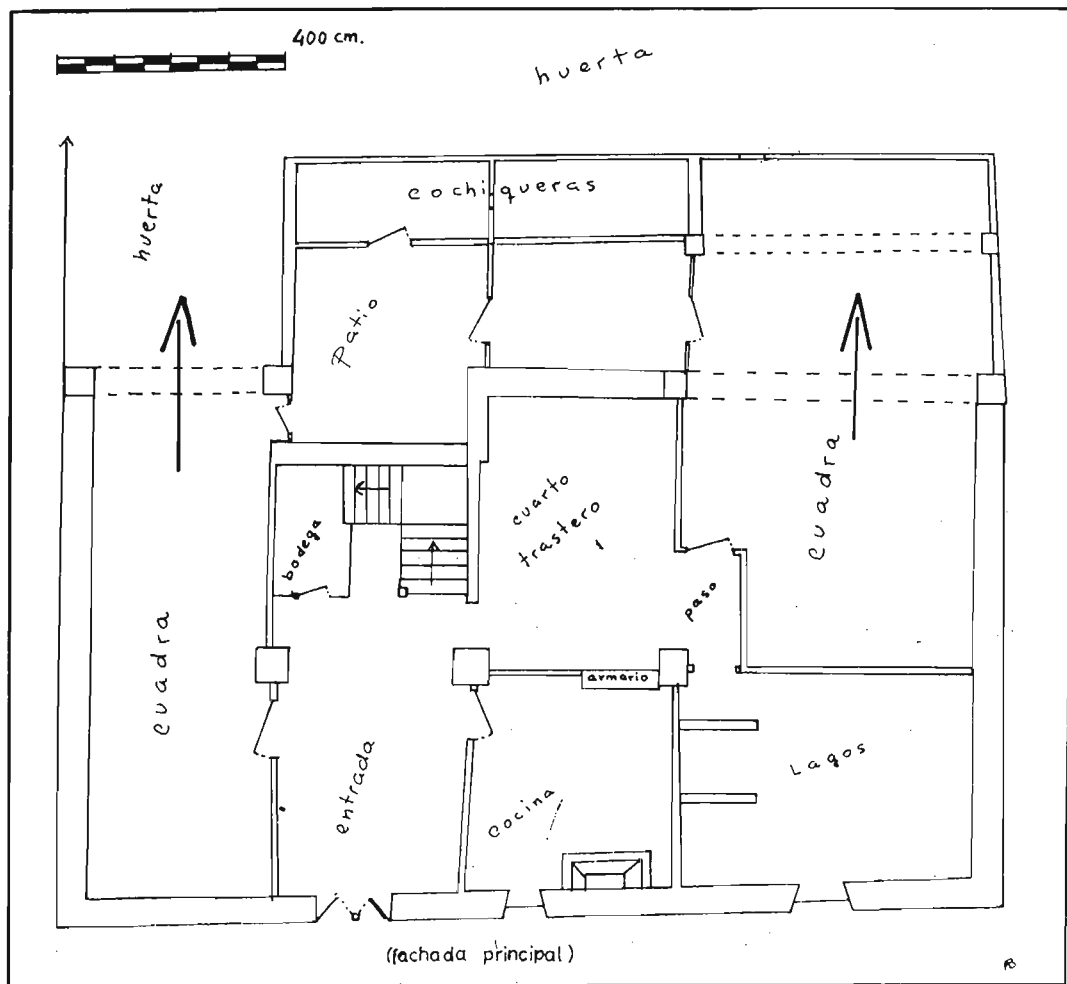 400 cm.
huerta
cochiqueras
huerta
Patio
cuadra
cuarto
trastero
bodega
paso
cuadra
armario
entrada
cocina
Lagos
(fachada principal)